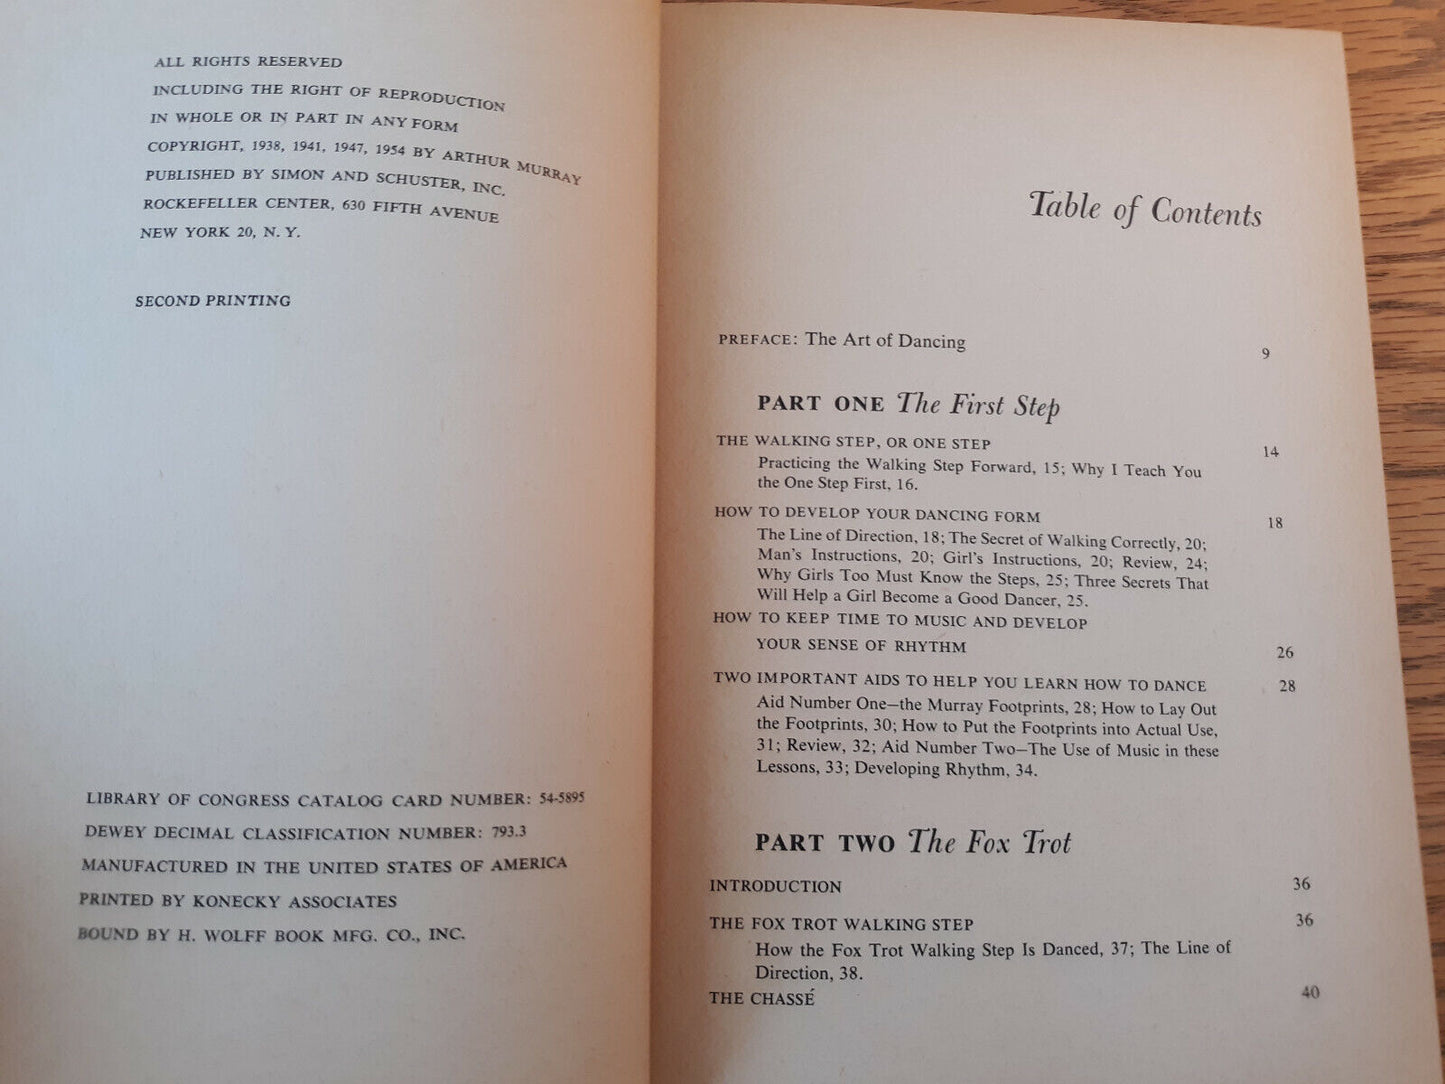 ALL RIGHTS RESERVED
INCLUDING THE RIGHT OF REPRODUCTION
IN WHOLE OR IN PART IN ANY FORM
COPYRIGHT, 1938, 1941, 1947, 1954 BY ARTHUR MURRAY
PUBLISHED BY SIMON AND SCHUSTER, INC.
ROCKEFELLER CENTER, 630 FIFTH AVENUE
NEW YORK 20, N. Y.
SECOND PRINTING
LIBRARY OF CONGRESS CATALOG CARD NUMBER: 54-5895
DEWEY DECIMAL CLASSIFICATION NUMBER: 793.3
MANUFACTURED IN THE UNITED STATES OF AMERICA
PRINTED BY KONECKY ASSOCIATES
BOUND BY H. WOLFF BOOK MFG. CO., INC.
Table of Contents
PREFACE: The Art of Dancing 9
PART ONE The First Step
THE WALKING STEP, OR ONE STEP 14
Practicing the Walking Step Forward, 15; Why I Teach You
the One Step First, 16.
HOW TO DEVELOP YOUR DANCING FORM 18
The Line of Direction, 18; The Secret of Walking Correctly, 20;
Man's Instructions, 20; Girl's Instructions, 20; Review, 24;
Why Girls Too Must Know the Steps, 25; Three Secrets That
Will Help a Girl Become a Good Dancer, 25.
HOW TO KEEP TIME TO MUSIC AND DEVELOP
YOUR SENSE OF RHYTHM 26
TWO IMPORTANT AIDS TO HELP YOU LEARN HOW TO DANCE 28
Aid Number One—the Murray Footprints, 28; How to Lay Out
the Footprints, 30; How to Put the Footprints into Actual Use,
31; Review, 32; Aid Number Two—The Use of Music in these
Lessons, 33; Developing Rhythm, 34.
PART TWO The Fox Trot
INTRODUCTION 36
THE FOX TROT WALKING STEP 36
How the Fox Trot Walking Step Is Danced, 37; The Line of
Direction, 38.
THE CHASSÉ 40